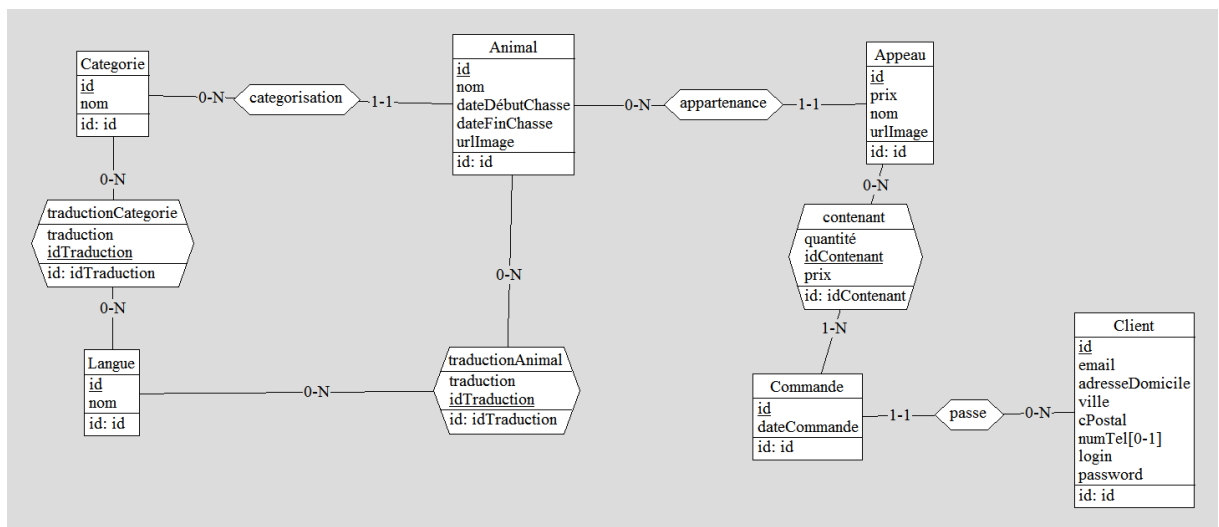 Categorie
id
nom
id: id
0-N
categorisation
1-1
Animal
id
nom
dateDébutChasse
dateFinChasse
urlImage
id: id
0-N
appartenance
1-1
Appeau
id
prix
nom
urlImage
id: id
0-N
traductionCategorie
traduction
idTraduction
id: idTraduction
0-N
0-N
0-N
contenant
quantité
idContenant
prix
id: idContenant
1-N
Langue
id
nom
id: id
0-N
traductionAnimal
traduction
idTraduction
id: idTraduction
Commande
id
dateCommande
id: id
1-1
passe
0-N
Client
id
email
adresseDomicile
ville
cPostal
numTel[0-1]
login
password
id: id